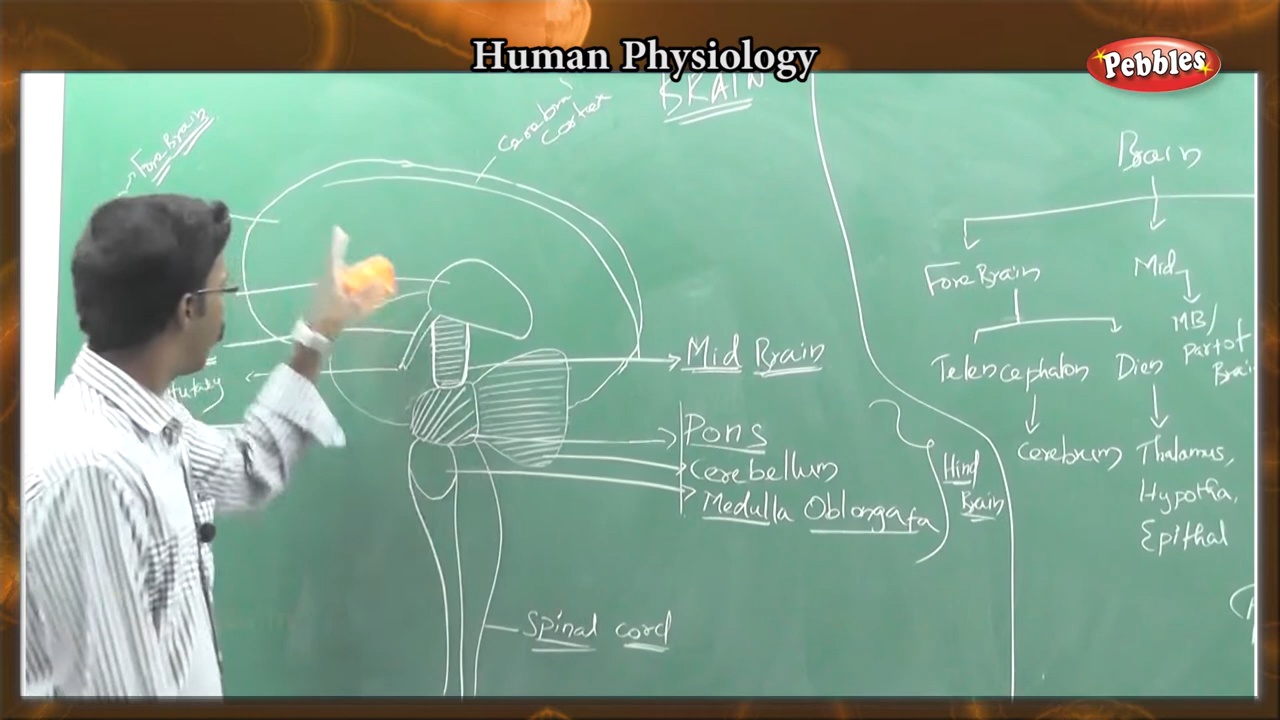 Human Physiology
Pebbles
BRAIN
Cerebral
Cortex
Fore Brain
Mid Brain
Pons
Cerebellum
Medulla Oblongata
Hind
Brain
Spinal cord
Brain
Fore Brain
Mid
MB/
Part of
Brai
Telencephalon
Dien
Cerebrum
Thalamus,
Hypotha,
Epithal